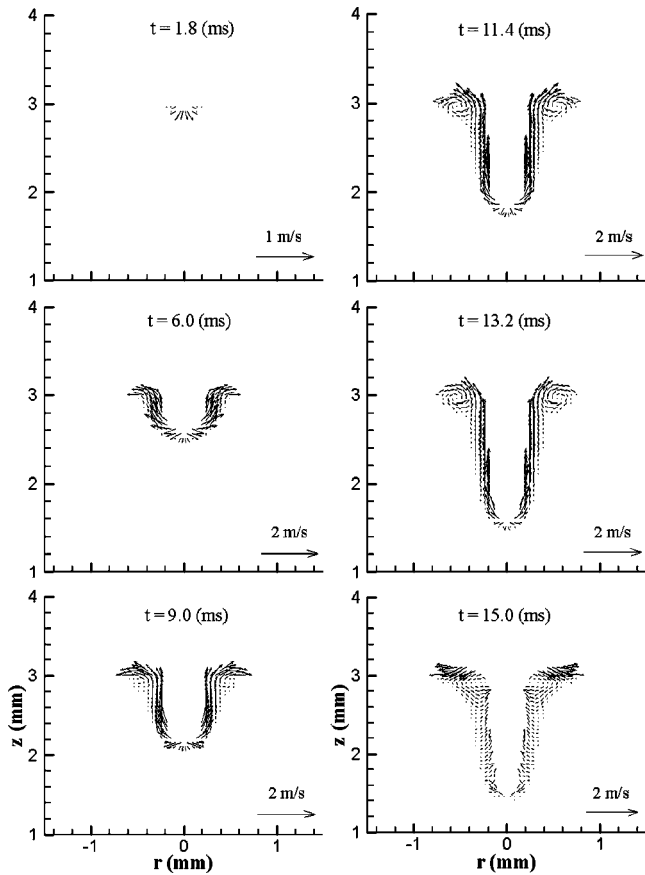 4
3
2
1
t = 1.8 (ms)
1 m/s
t = 11.4 (ms)
4
3
2
1
2 m/s
t = 6.0 (ms)
4
3
2
1
2 m/s
t = 13.2 (ms)
4
3
2
1
2 m/s
t = 9.0 (ms)
4
3
2
1
z (mm)
2 m/s
-1 0 1
r (mm)
t = 15.0 (ms)
4
3
2
1
z (mm)
2 m/s
-1 0 1
r (mm)